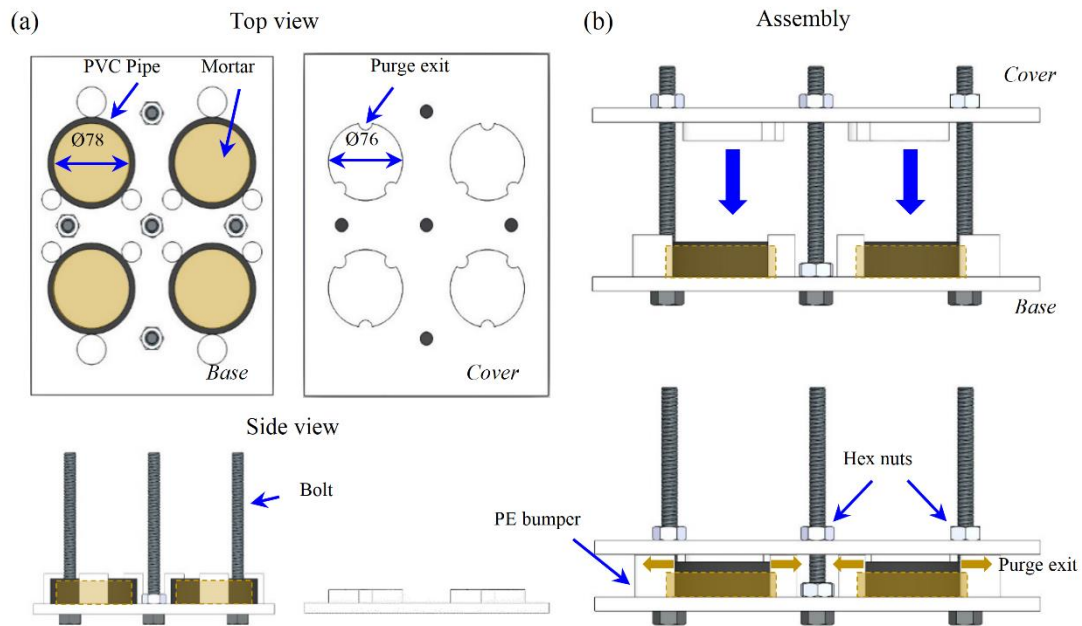 (a)
Top view
PVC Pipe
Mortar
Ø78
Base
Purge exit
Ø76
Cover
Side view
Bolt
(b)
Assembly
Cover
Base
Hex nuts
PE bumper
Purge exit